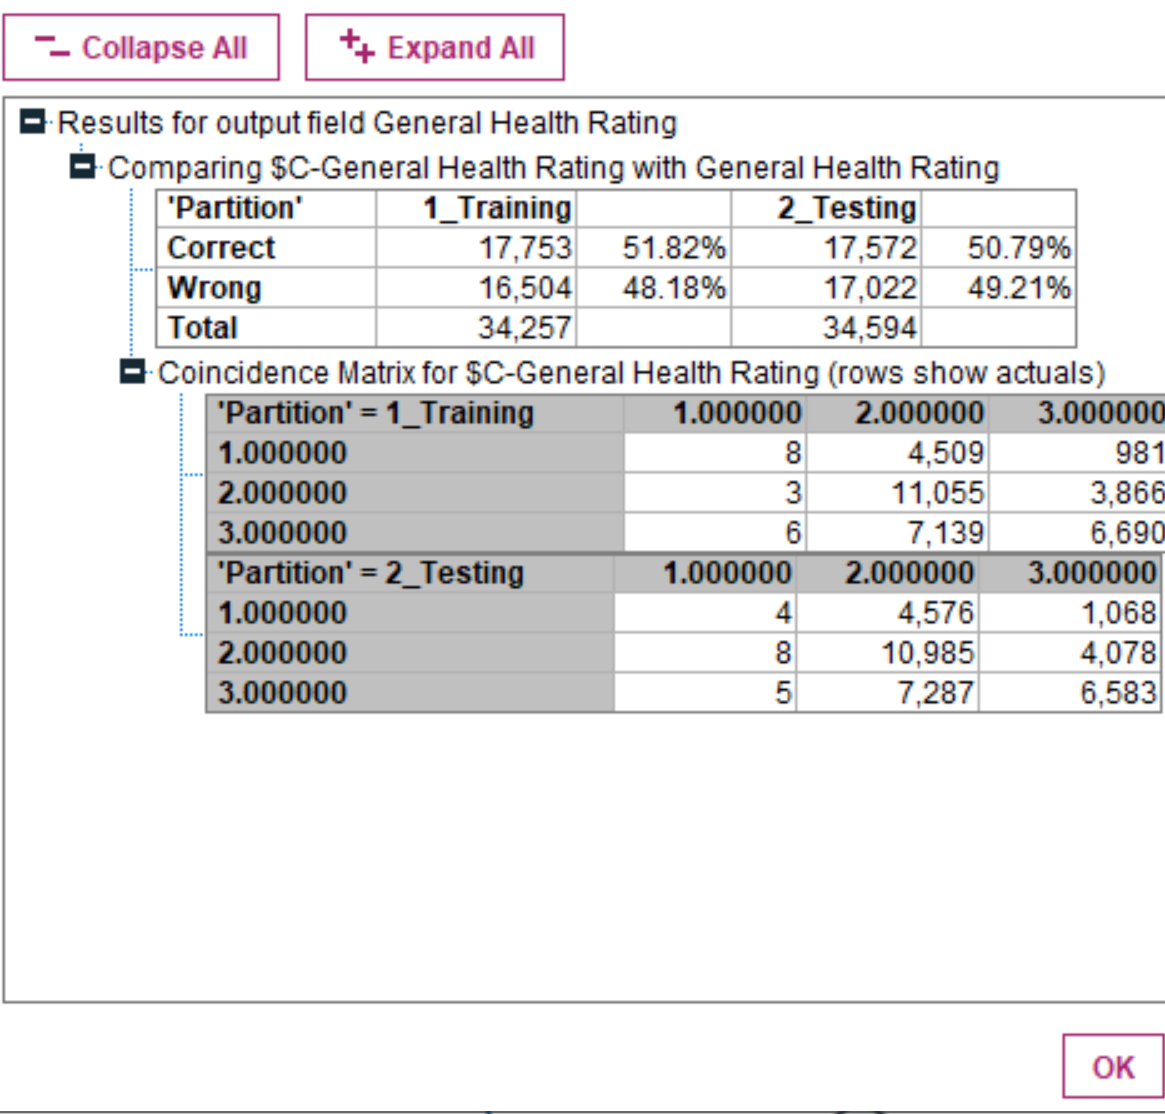 Collapse All Expand All
Results for output field General Health Rating
Comparing $C-General Health Rating with General Health Rating
'Partition' 1_Training 2_Testing
Correct 17,753 51.82% 17,572 50.79%
Wrong 16,504 48.18% 17,022 49.21%
Total 34,257 34,594
Coincidence Matrix for $C-General Health Rating (rows show actuals)
'Partition' = 1_Training 1.000000 2.000000 3.000000
1.000000 8 4,509 981
2.000000 3 11,055 3,866
3.000000 6 7,139 6,690
'Partition' = 2_Testing 1.000000 2.000000 3.000000
1.000000 4 4,576 1,068
2.000000 8 10,985 4,078
3.000000 5 7,287 6,583
OK